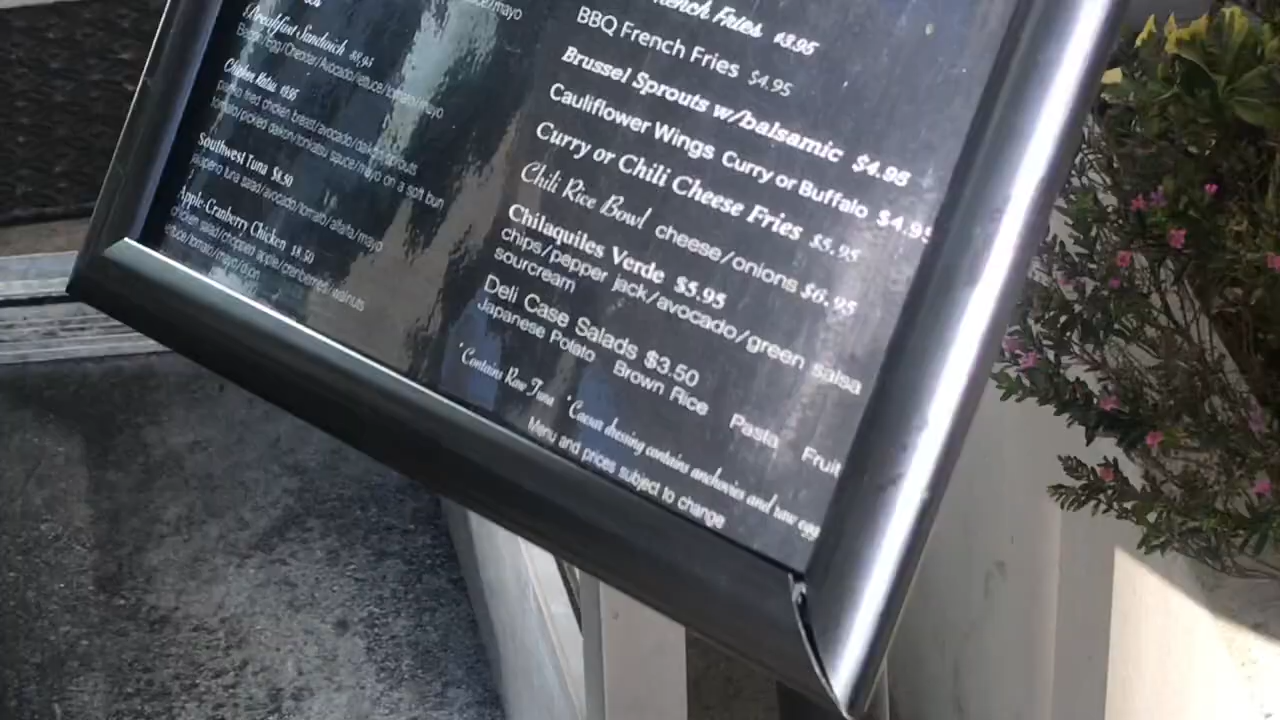 Breakfast Sandwich $8.95
Bacon/Egg/Cheddar/Avocado/lettuce/tomato/mayo
Chicken Katsu $8.95
panko fried chicken breast/avocado/daikon sprouts
tomato/pickled daikon/tonkatsu sauce/mayo on a soft bun
Southwest Tuna $8.50
jalapeno tuna salad/avocado/tomato/alfalfa/mayo
Apple-Cranberry Chicken $8.50
chicken salad/chopped apple/cranberries/walnuts
lettuce/tomato/mayo/dijon
French Fries $3.95
BBQ French Fries $4.95
Brussel Sprouts w/balsamic $4.95
Cauliflower Wings Curry or Buffalo $4.95
Curry or Chili Cheese Fries $5.95
Chili Rice Bowl cheese/onions $6.95
Chilaquiles Verde $5.95
chips/pepper jack/avocado/green salsa
sourcream
Deli Case Salads $3.50
Japanese Potato Brown Rice Pasta Fruit
*Contains Raw Tuna *Caesar dressing contains anchovies and raw egg
Menu and prices subject to change